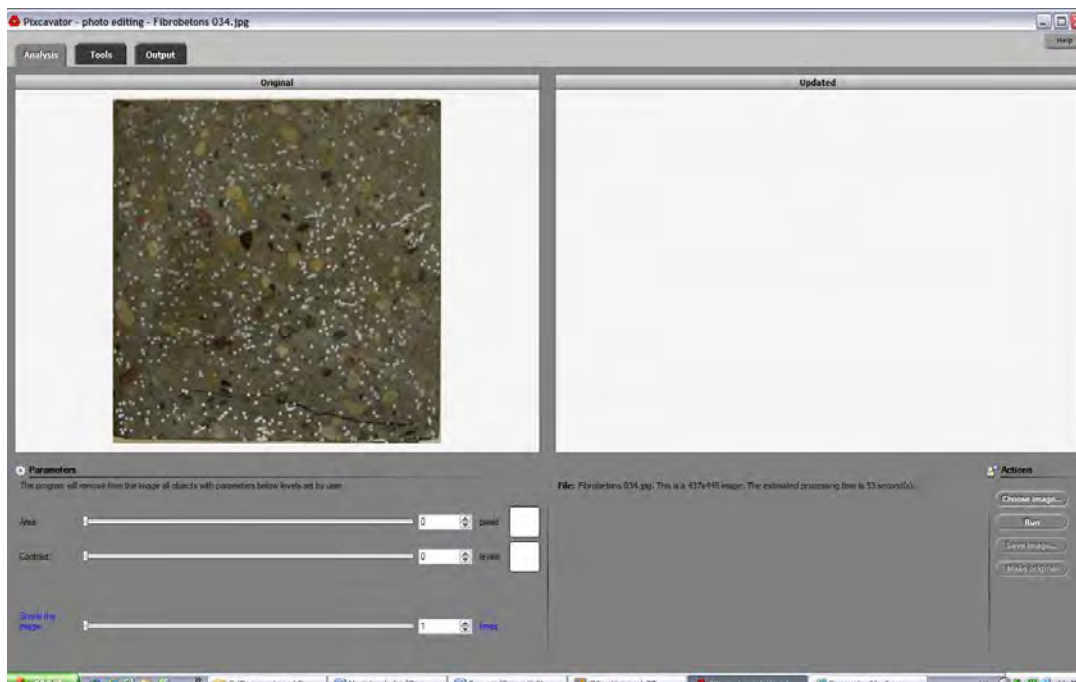 Pixcavator - photo editing - Fibrobetons 034.jpg
Help
Analysis Tools Output
Original Updated
Parameters
The program will remove from the image all objects with parameters below levels set by user.
Area: 0 pixel
Contrast: 0 levels
Shrink the image: 1 times
File: Fibrobetons 034.jpg. This is a 437x445 image. The estimated processing time is 53 second(s).
Actions
Choose image...
Run
Save image...
Make original